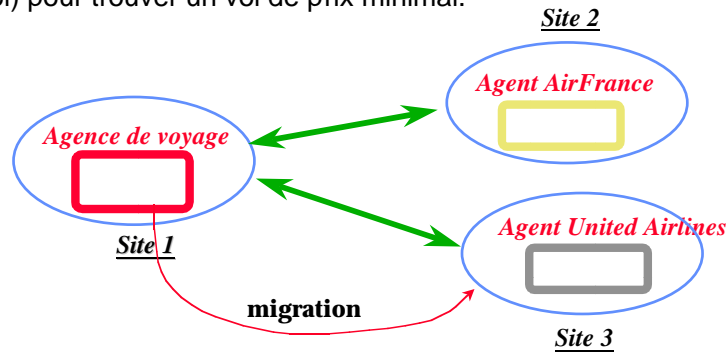 pour trouver un vol de prix minimal.
Site 2
Agent AirFrance
Agence de voyage
Agent United Airlines
Site 1
migration
Site 3